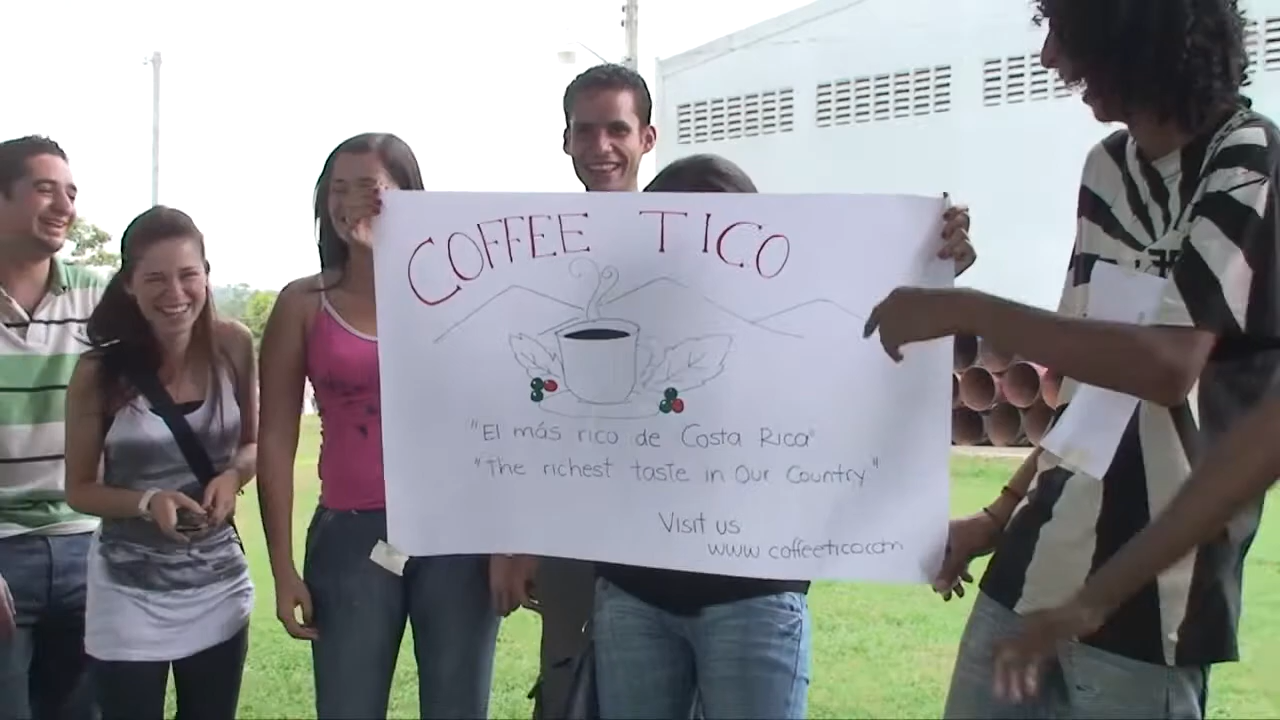 COFFEE TICO
"El más rico de Costa Rica"
"The richest taste in Our Country"
Visit us
www coffeetico.com